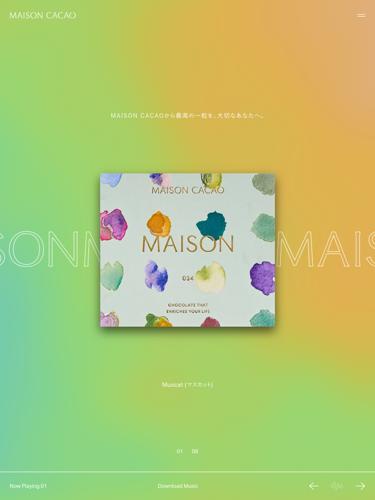 MAISON CACAO
MAISON CACAOから最高の一粒を、大切なあなたへ。
MAISON CACAO
SONM
MAISON
MAIS
034
CHOCOLATE THAT
ENRICHES YOUR LIFE
Muscat (マスカット)
01 08
Now Playing 01
Download Music